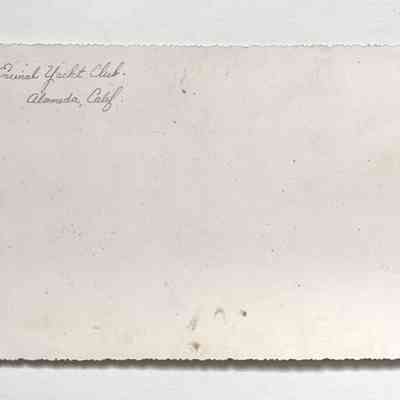 Encinal Yacht Club.
Alameda, Calif.